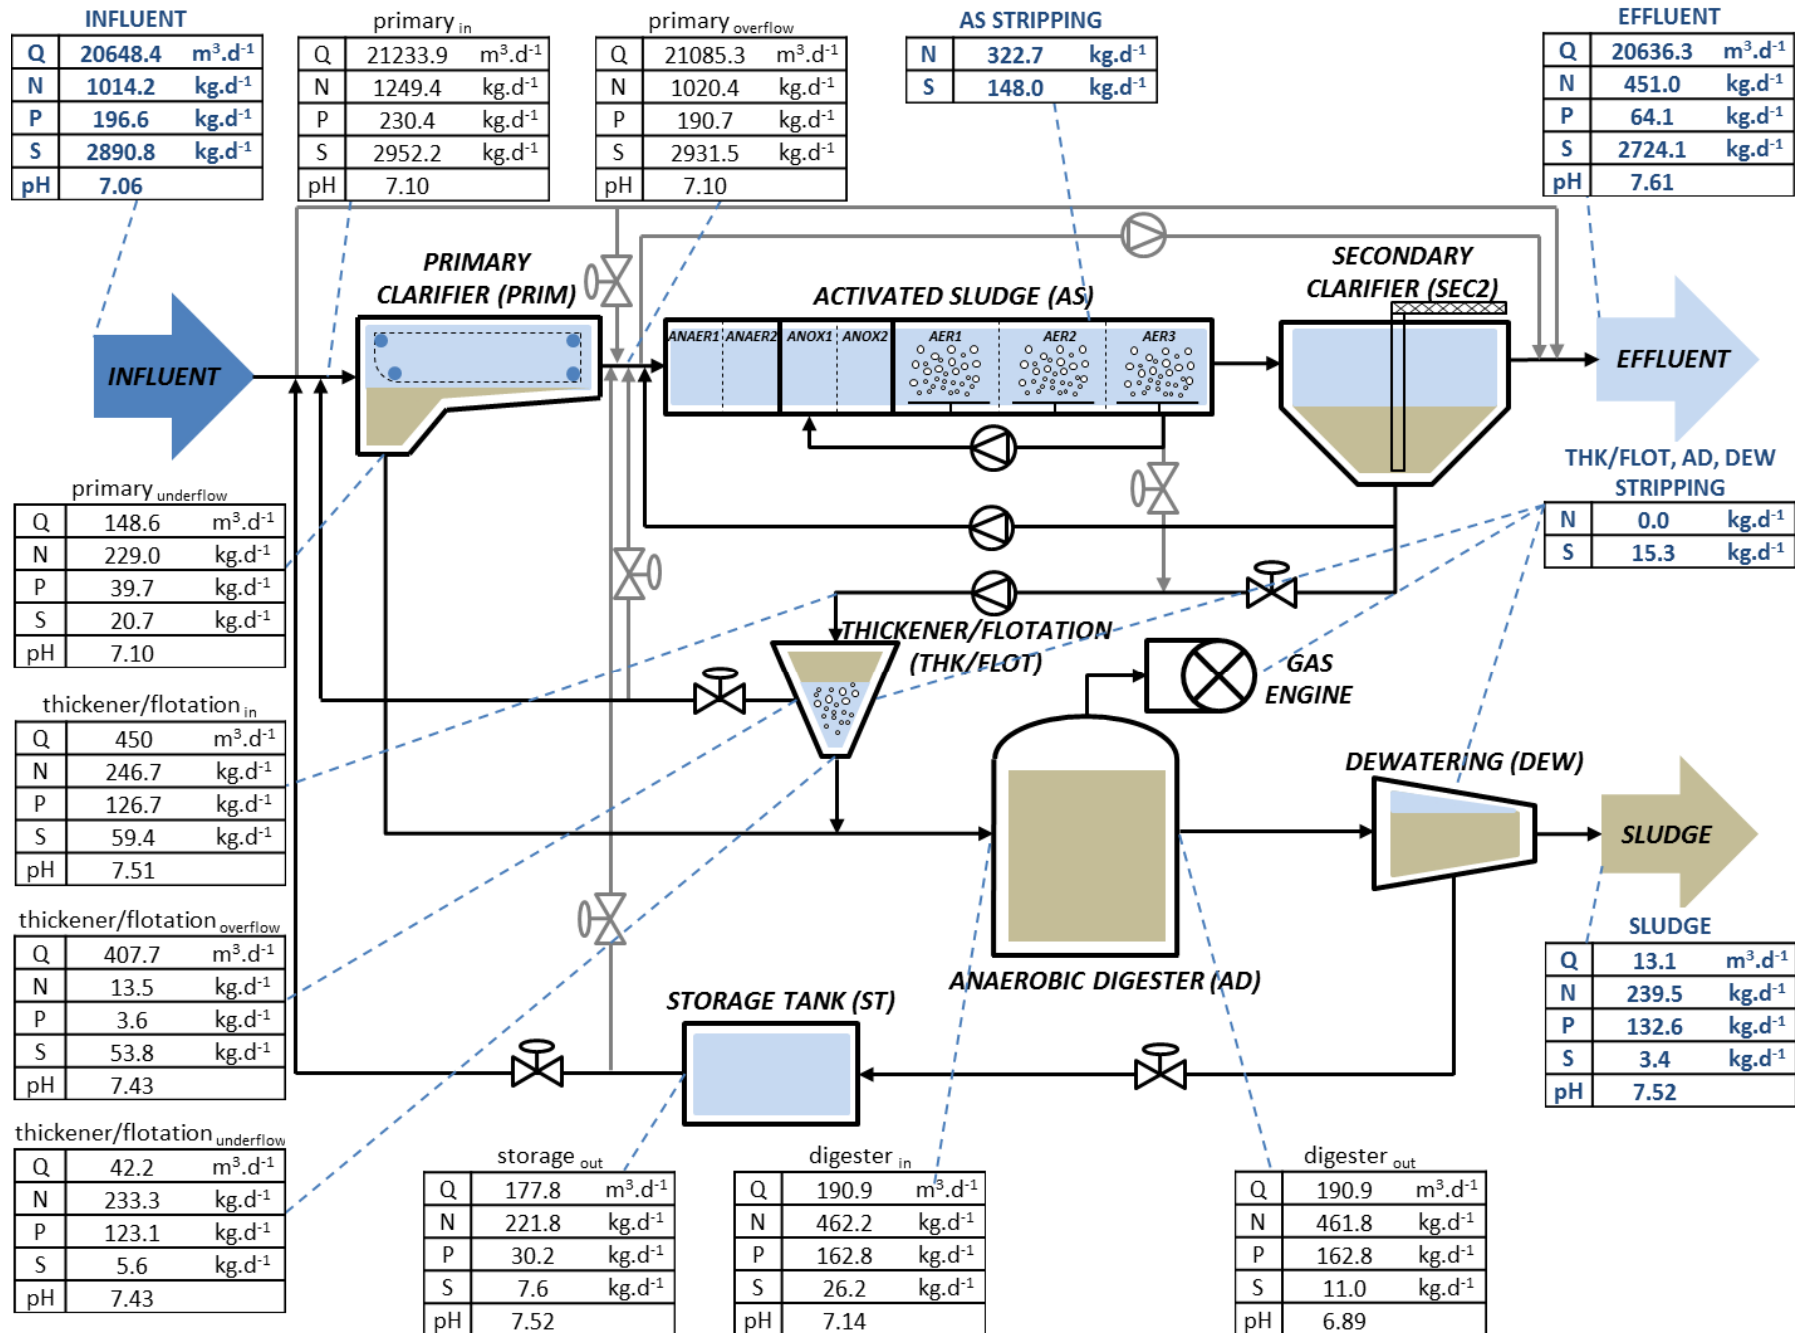 INFLUENT
Q 20648.4 m³.d⁻¹
N 1014.2 kg.d⁻¹
P 196.6 kg.d⁻¹
S 2890.8 kg.d⁻¹
pH 7.06
primary in
Q 21233.9 m³.d⁻¹
N 1249.4 kg.d⁻¹
P 230.4 kg.d⁻¹
S 2952.2 kg.d⁻¹
pH 7.10
primary overflow
Q 21085.3 m³.d⁻¹
N 1020.4 kg.d⁻¹
P 190.7 kg.d⁻¹
S 2931.5 kg.d⁻¹
pH 7.10
AS STRIPPING
N 322.7 kg.d⁻¹
S 148.0 kg.d⁻¹
EFFLUENT
Q 20636.3 m³.d⁻¹
N 451.0 kg.d⁻¹
P 64.1 kg.d⁻¹
S 2724.1 kg.d⁻¹
pH 7.61
PRIMARY
CLARIFIER (PRIM)
ACTIVATED SLUDGE (AS)
SECONDARY
CLARIFIER (SEC2)
ANAER1 ANAER2 ANOX1 ANOX2 AER1 AER2 AER3
INFLUENT
EFFLUENT
primary underflow
Q 148.6 m³.d⁻¹
N 229.0 kg.d⁻¹
P 39.7 kg.d⁻¹
S 20.7 kg.d⁻¹
pH 7.10
THK/FLOT, AD, DEW
STRIPPING
N 0.0 kg.d⁻¹
S 15.3 kg.d⁻¹
THICKENER/FLOTATION
(THK/FLOT)
GAS
ENGINE
thickener/flotation in
Q 450 m³.d⁻¹
N 246.7 kg.d⁻¹
P 126.7 kg.d⁻¹
S 59.4 kg.d⁻¹
pH 7.51
DEWATERING (DEW)
SLUDGE
thickener/flotation overflow
Q 407.7 m³.d⁻¹
N 13.5 kg.d⁻¹
P 3.6 kg.d⁻¹
S 53.8 kg.d⁻¹
pH 7.43
ANAEROBIC DIGESTER (AD)
STORAGE TANK (ST)
SLUDGE
Q 13.1 m³.d⁻¹
N 239.5 kg.d⁻¹
P 132.6 kg.d⁻¹
S 3.4 kg.d⁻¹
pH 7.52
thickener/flotation underflow
Q 42.2 m³.d⁻¹
N 233.3 kg.d⁻¹
P 123.1 kg.d⁻¹
S 5.6 kg.d⁻¹
pH 7.43
storage out
Q 177.8 m³.d⁻¹
N 221.8 kg.d⁻¹
P 30.2 kg.d⁻¹
S 7.6 kg.d⁻¹
pH 7.52
digester in
Q 190.9 m³.d⁻¹
N 462.2 kg.d⁻¹
P 162.8 kg.d⁻¹
S 26.2 kg.d⁻¹
pH 7.14
digester out
Q 190.9 m³.d⁻¹
N 461.8 kg.d⁻¹
P 162.8 kg.d⁻¹
S 11.0 kg.d⁻¹
pH 6.89